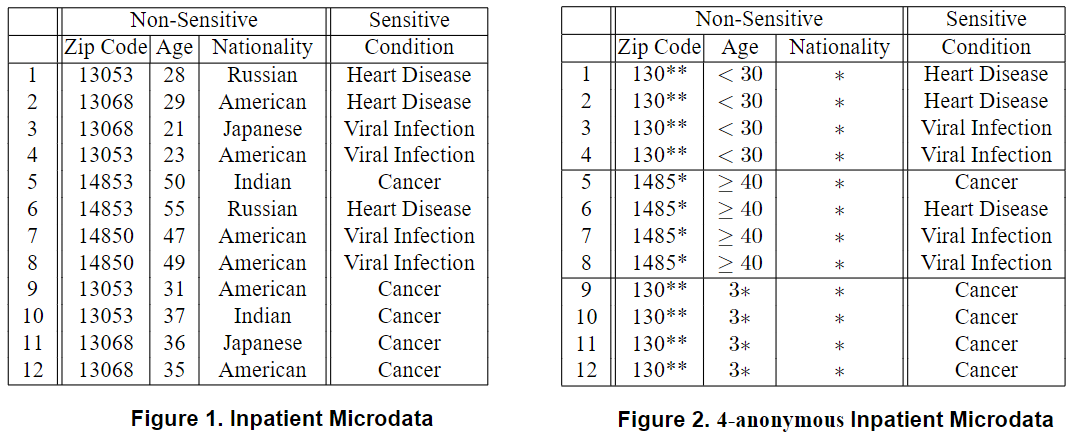 Non-Sensitive Sensitive
Zip Code Age Nationality Condition
1 13053 28 Russian Heart Disease
2 13068 29 American Heart Disease
3 13068 21 Japanese Viral Infection
4 13053 23 American Viral Infection
5 14853 50 Indian Cancer
6 14853 55 Russian Heart Disease
7 14850 47 American Viral Infection
8 14850 49 American Viral Infection
9 13053 31 American Cancer
10 13053 37 Indian Cancer
11 13068 36 Japanese Cancer
12 13068 35 American Cancer
Figure 1. Inpatient Microdata
Non-Sensitive Sensitive
Zip Code Age Nationality Condition
1 130** < 30 * Heart Disease
2 130** < 30 * Heart Disease
3 130** < 30 * Viral Infection
4 130** < 30 * Viral Infection
5 1485* ≥ 40 * Cancer
6 1485* ≥ 40 * Heart Disease
7 1485* ≥ 40 * Viral Infection
8 1485* ≥ 40 * Viral Infection
9 130** 3* * Cancer
10 130** 3* * Cancer
11 130** 3* * Cancer
12 130** 3* * Cancer
Figure 2. 4-anonymous Inpatient Microdata